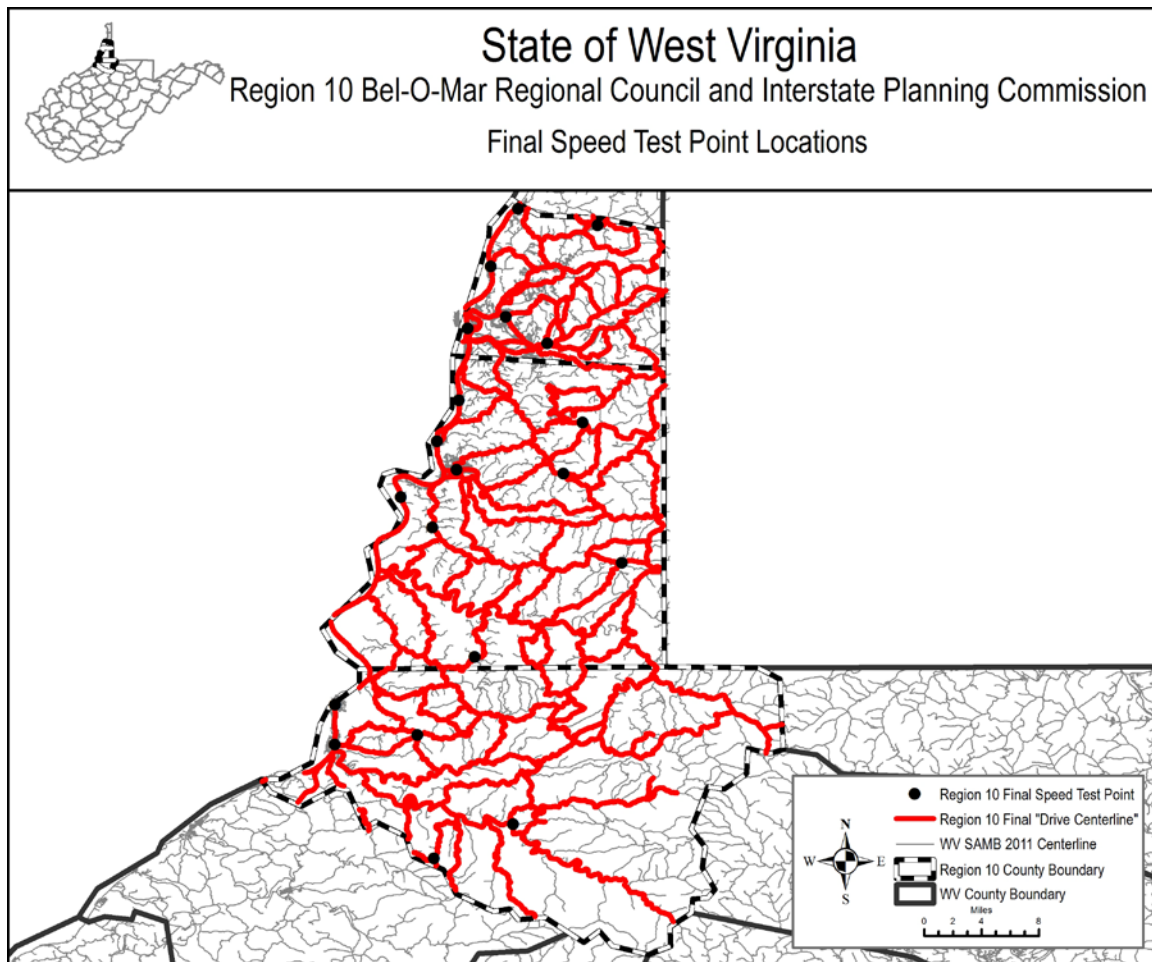 State of West Virginia
Region 10 Bel-O-Mar Regional Council and Interstate Planning Commission
Final Speed Test Point Locations
Region 10 Final Speed Test Point
Region 10 Final "Drive Centerline"
WV SAMB 2011 Centerline
Region 10 County Boundary
WV County Boundary
N
W E
S
Miles
0 2 4 8